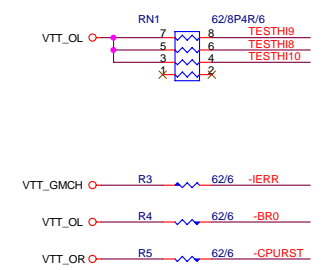 RN1 62/8P4R/6
VTT_OL 7 8 TESTHI9
5 6 TESTHI8
3 4 TESTHI10
1 2
VTT_GMCH R3 62/6 -IERR
VTT_OL R4 62/6 -BR0
VTT_OR R5 62/6 -CPURST